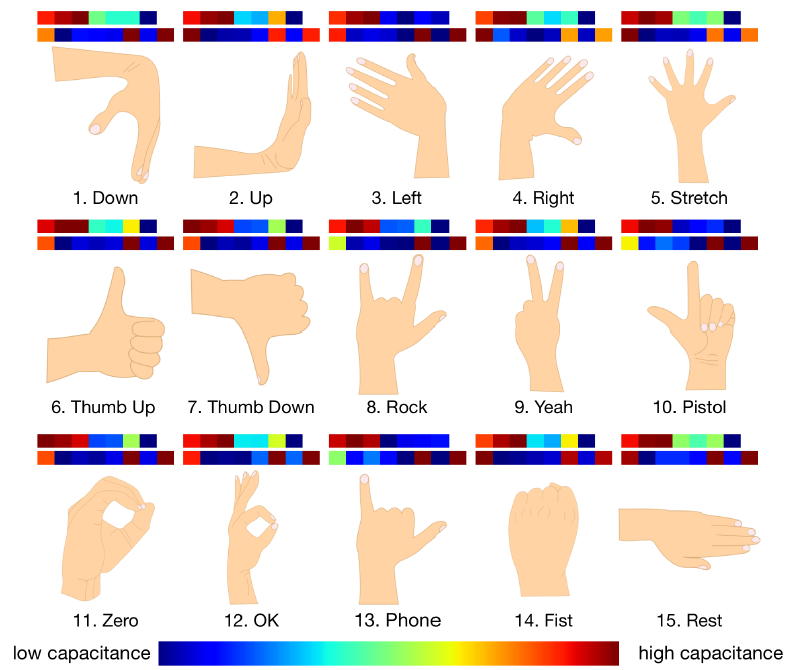 1. Down
2. Up
3. Left
4. Right
5. Stretch
6. Thumb Up
7. Thumb Down
8. Rock
9. Yeah
10. Pistol
11. Zero
12. OK
13. Phone
14. Fist
15. Rest
low capacitance
high capacitance